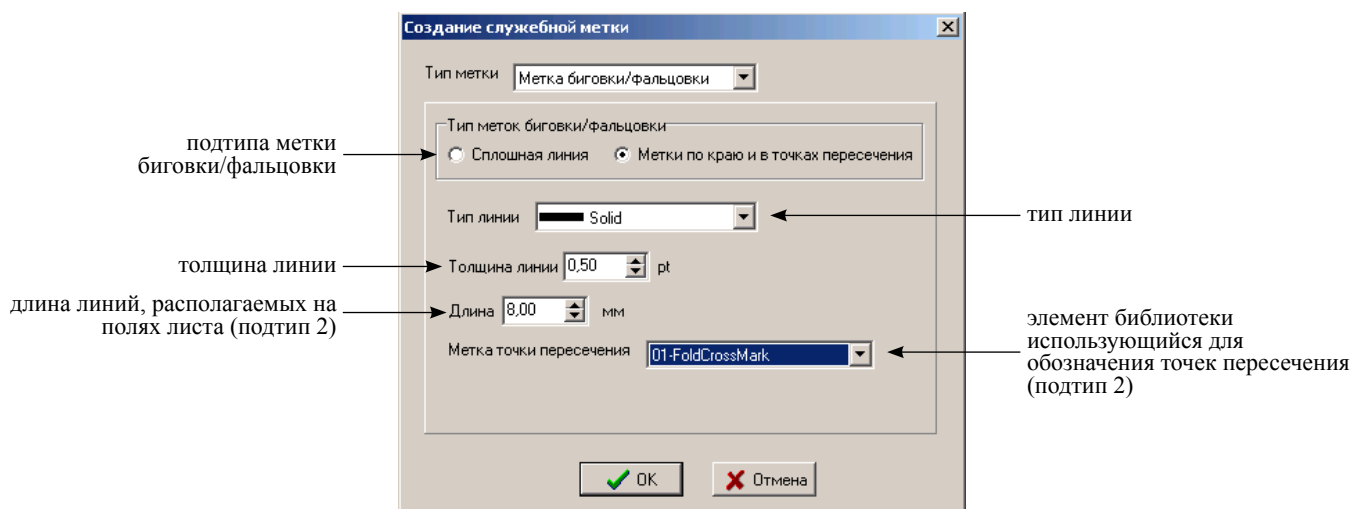 Создание служебной метки
Тип метки Метка биговки/фальцовки
Тип меток биговки/фальцовки
подтипа метки
биговки/фальцовки
Сплошная линия Метки по краю и в точках пересечения
Тип линии Solid
тип линии
толщина линии
Толщина линии 0,50 pt
длина линий, располагаемых на
полях листа (подтип 2)
Длина 8,00 мм
Метка точки пересечения 01-FoldCrossMark
элемент библиотеки
использующийся для
обозначения точек пересечения
(подтип 2)
OK Отмена